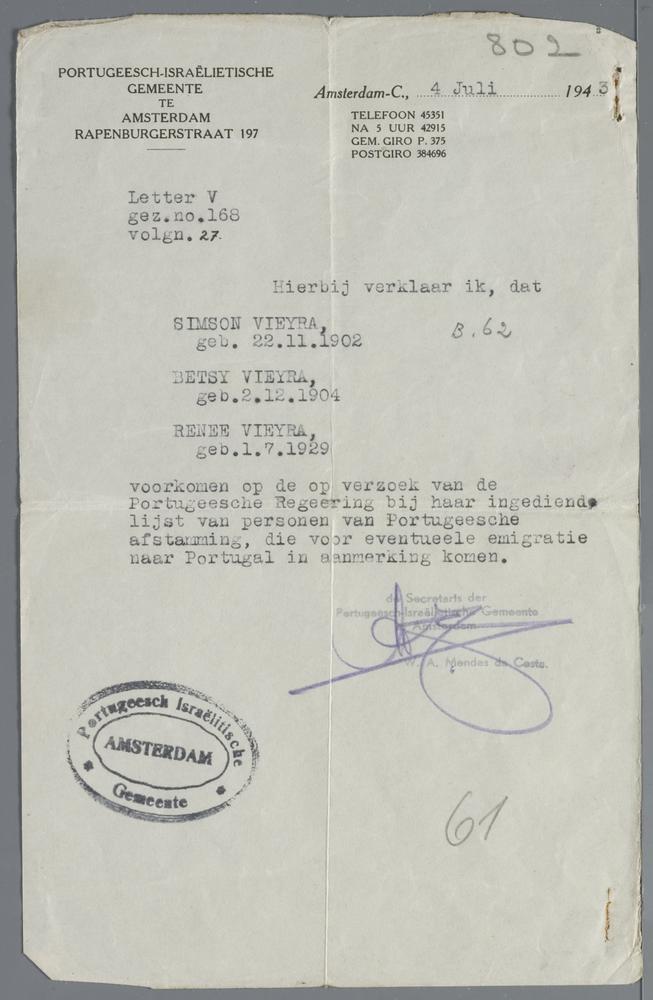 802
PORTUGEESCH-ISRAËLIETISCHE
GEMEENTE
TE
AMSTERDAM
RAPENBURGERSTRAAT 197
Amsterdam-C., 4 Juli 1943
TELEFOON 45351
NA 5 UUR 42915
GEM. GIRO P. 375
POSTGIRO 384696
Letter V
gez.no.168
volgn. 27.
Hierbij verklaar ik, dat
SIMSON VIEYRA,
geb. 22.11.1902
B. 62
BETSY VIEYRA,
geb.2.12.1904
RENEE VIEYRA,
geb.1.7.1929
voorkomen op de op verzoek van de
Portugeesche Regeering bij haar ingediende
lijst van personen van Portugeesche
afstamming, die voor eventueele emigratie
naar Portugal in aanmerking komen.
de Secretaris der
Portugeesch-Israëlietische Gemeente
Amsterdam
W. A. Mendes da Costa.
Portugeesch Israëlitische
AMSTERDAM
Gemeente
61